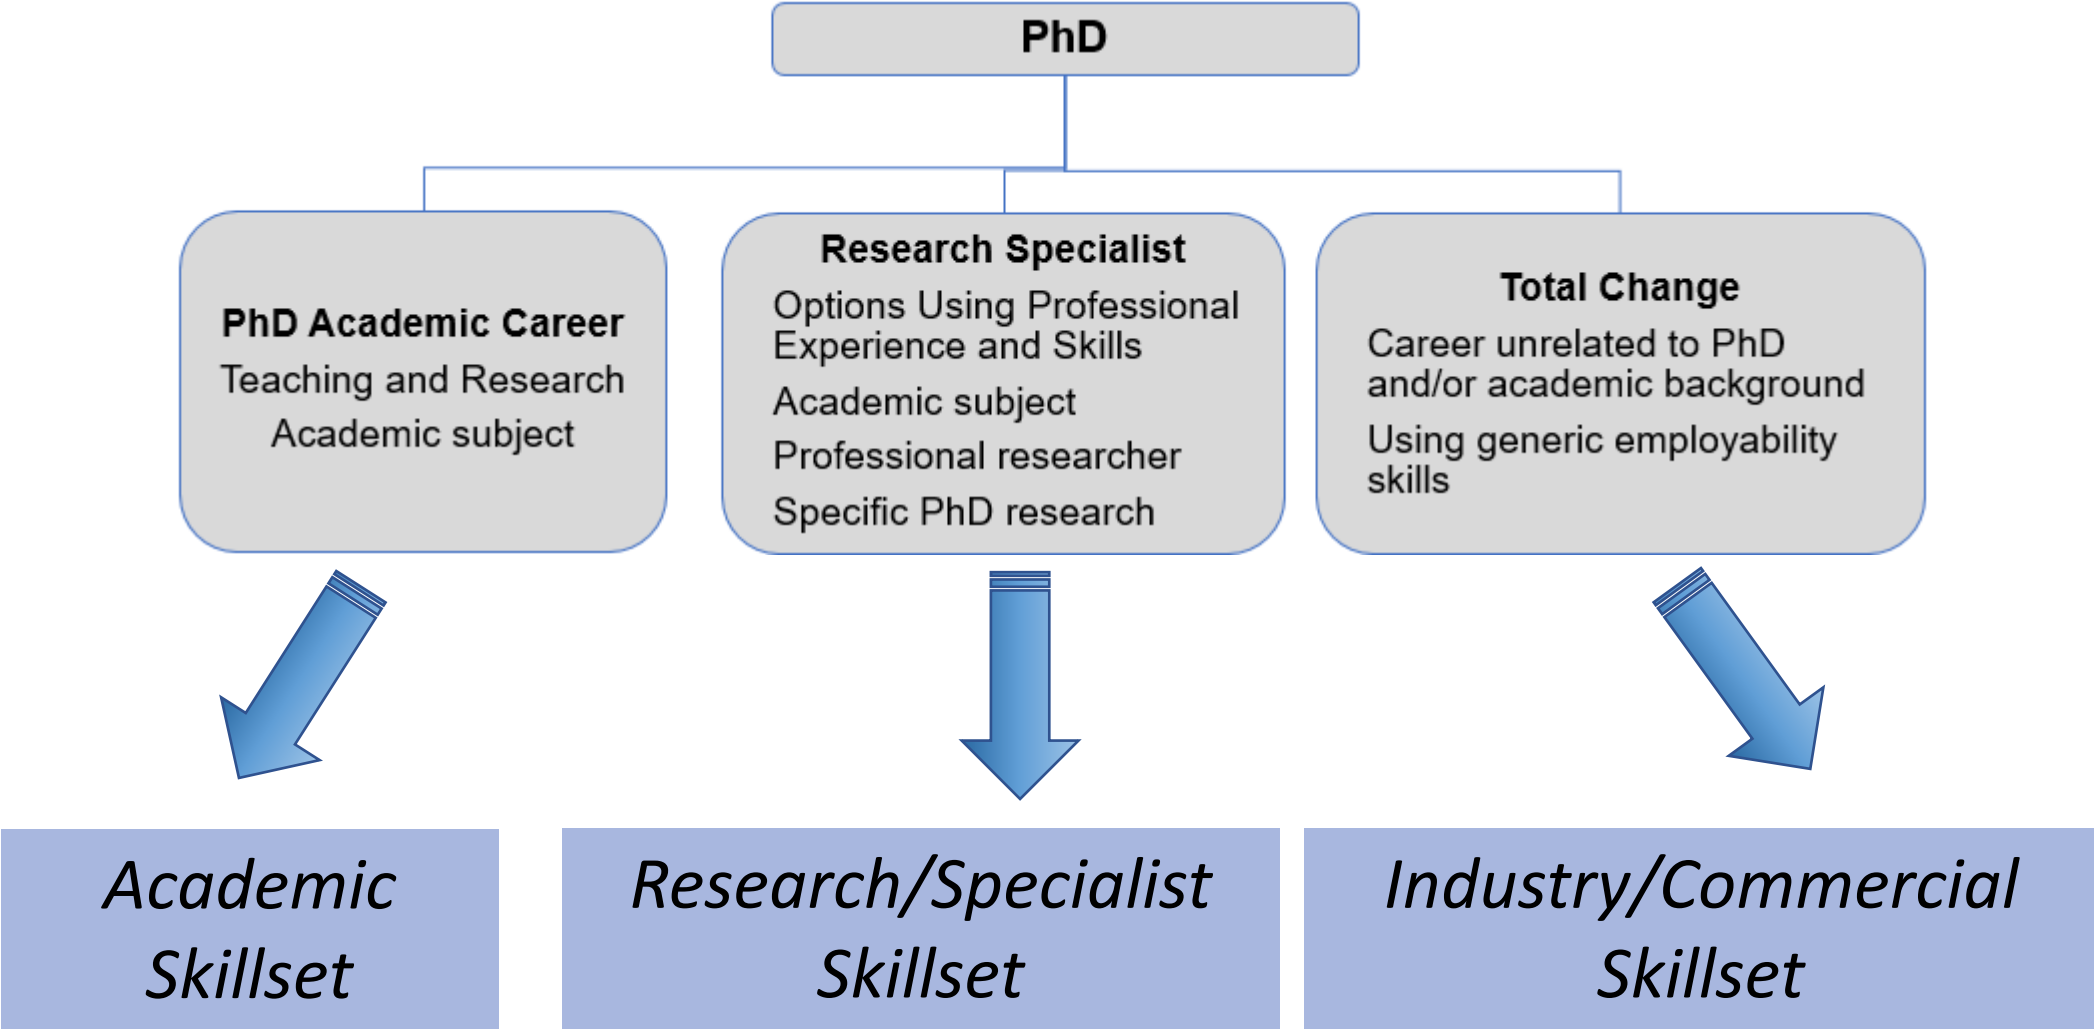 PhD
PhD Academic Career
Teaching and Research
Academic subject
Research Specialist
Options Using Professional
Experience and Skills
Academic subject
Professional researcher
Specific PhD research
Total Change
Career unrelated to PhD
and/or academic background
Using generic employability
skills
Academic
Skillset
Research/Specialist
Skillset
Industry/Commercial
Skillset